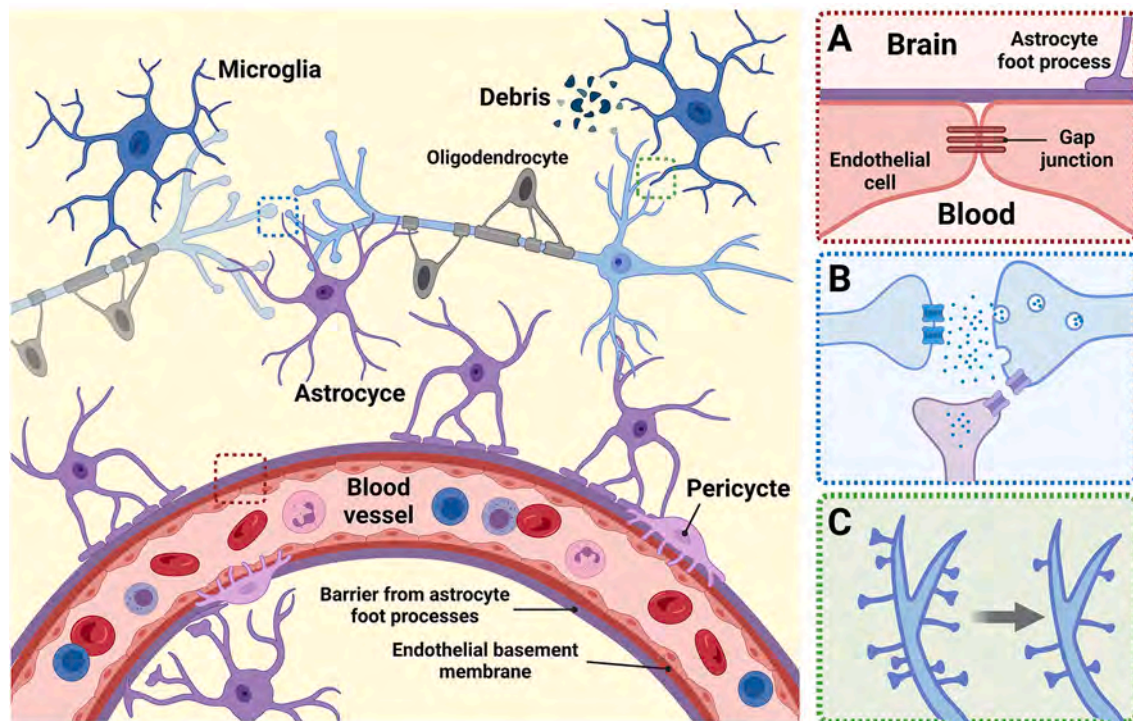 Microglia
Debris
Oligodendrocyte
Astrocyce
Blood
vessel
Pericycte
Barrier from astrocyte
foot processes
Endothelial basement
membrane
A
Brain
Astrocyte
foot process
Endothelial
cell
Gap
junction
Blood
B
C